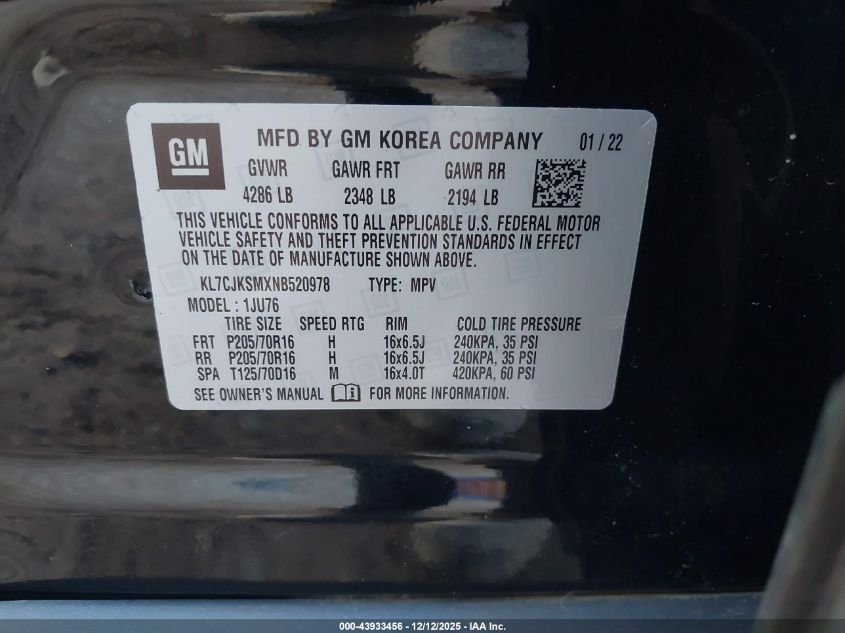 GM
MFD BY GM KOREA COMPANY 01 / 22
GVWR GAWR FRT GAWR RR
4286 LB 2348 LB 2194 LB
THIS VEHICLE CONFORMS TO ALL APPLICABLE U.S. FEDERAL MOTOR
VEHICLE SAFETY AND THEFT PREVENTION STANDARDS IN EFFECT
ON THE DATE OF MANUFACTURE SHOWN ABOVE.
KL7CJKSMXNB520978 TYPE: MPV
MODEL : 1JU76
TIRE SIZE SPEED RTG RIM COLD TIRE PRESSURE
FRT P205/70R16 H 16x6.5J 240KPA, 35 PSI
RR P205/70R16 H 16x6.5J 240KPA, 35 PSI
SPA T125/70D16 M 16x4.0T 420KPA, 60 PSI
SEE OWNER'S MANUAL i FOR MORE INFORMATION.
000-43933456 - 12/12/2025 - IAA Inc.